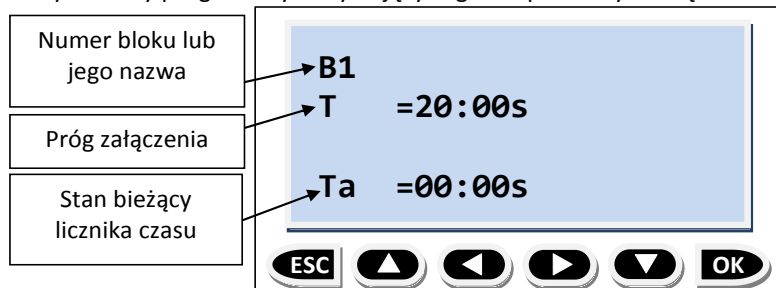 Numer bloku lub
jego nazwa
Próg załączenia
Stan bieżący
licznika czasu
B1
T =20:00s
Ta =00:00s
ESC OK